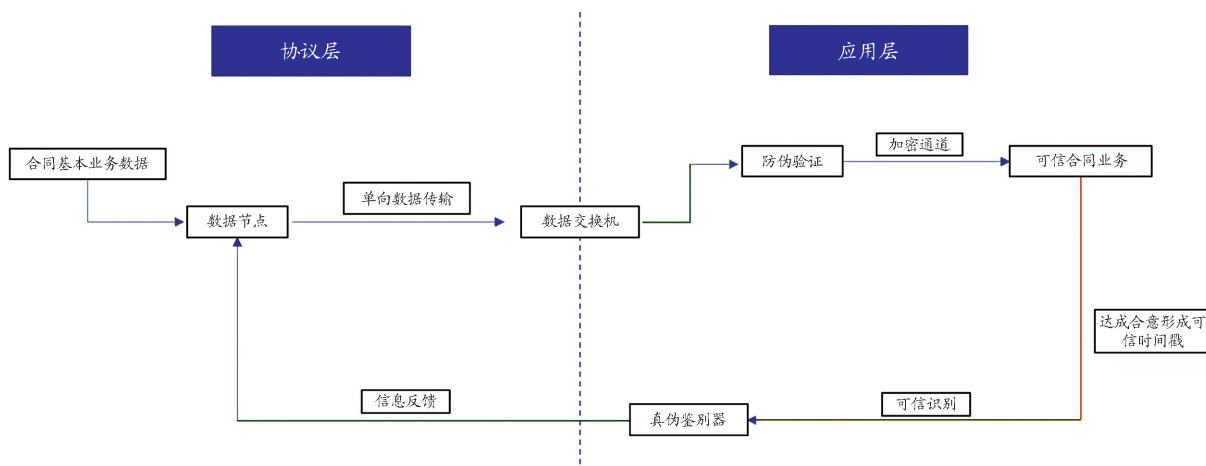 协议层
应用层
合同基本业务数据
数据节点
单向数据传输
数据交换机
防伪验证
加密通道
可信合同业务
达成合意形成可
信时间戳
可信识别
真伪鉴别器
信息反馈